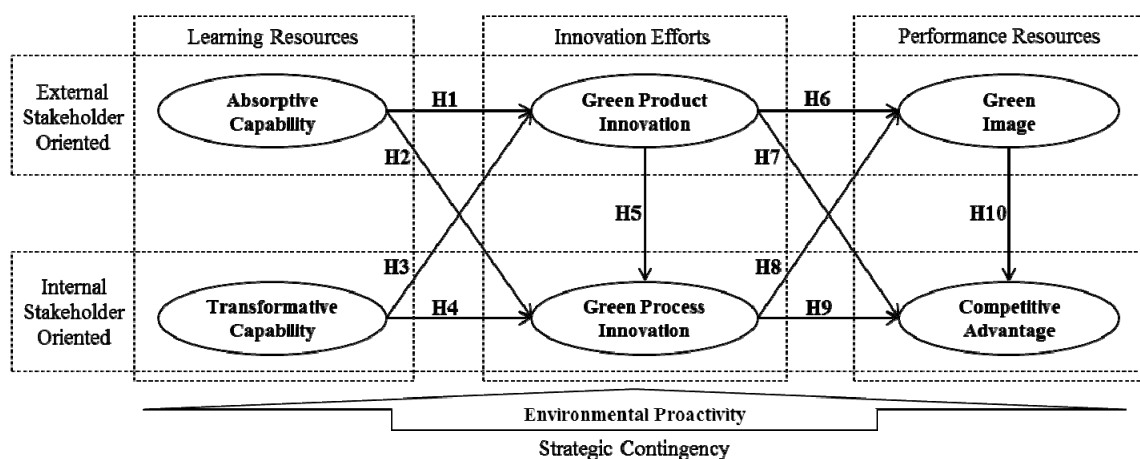 Learning Resources
Innovation Efforts
Performance Resources
External
Stakeholder
Oriented
Absorptive
Capability
H1
Green Product
Innovation
H6
Green
Image
H2
H7
H5
H10
H3
H8
Internal
Stakeholder
Oriented
Transformative
Capability
H4
Green Process
Innovation
H9
Competitive
Advantage
Environmental Proactivity
Strategic Contingency